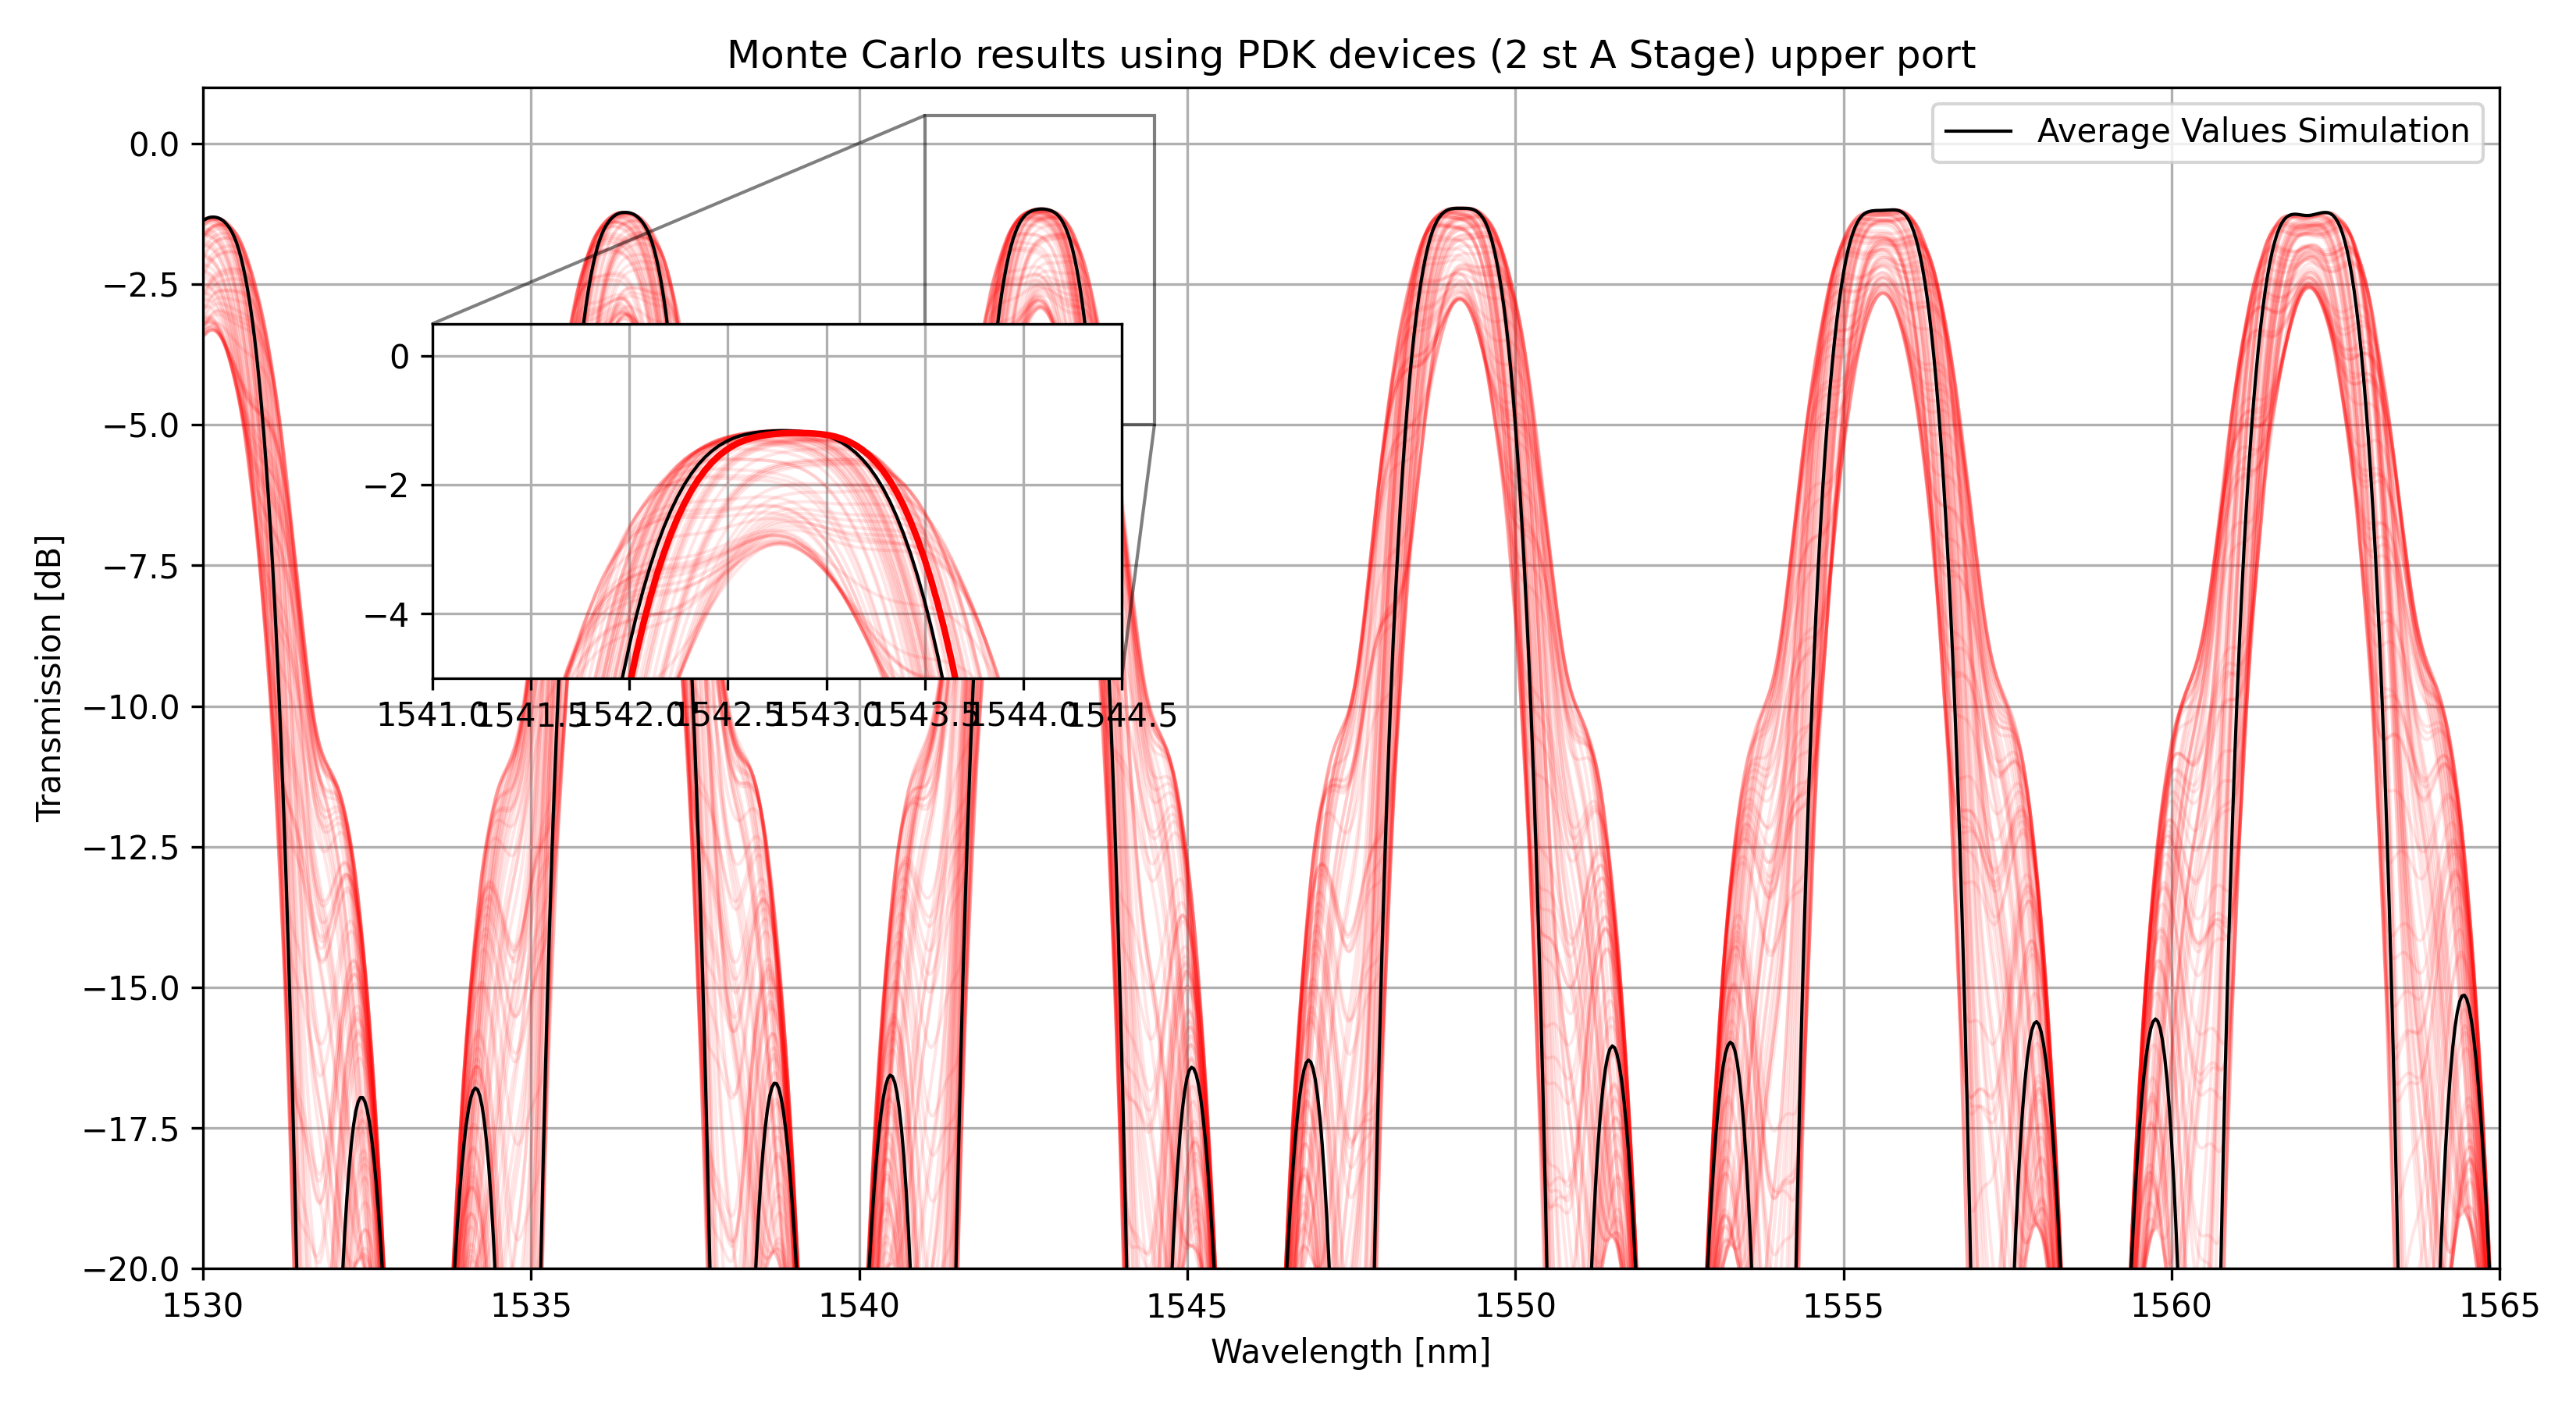 Monte Carlo results using PDK devices (2 st A Stage) upper port
Average Values Simulation
Transmission [dB]
0.0
−2.5
−5.0
−7.5
−10.0
−12.5
−15.0
−17.5
−20.0
0
−2
−4
1541.0 1541.5 1542.0 1542.5 1543.0 1543.5 1544.0 1544.5
1530 1535 1540 1545 1550 1555 1560 1565
Wavelength [nm]